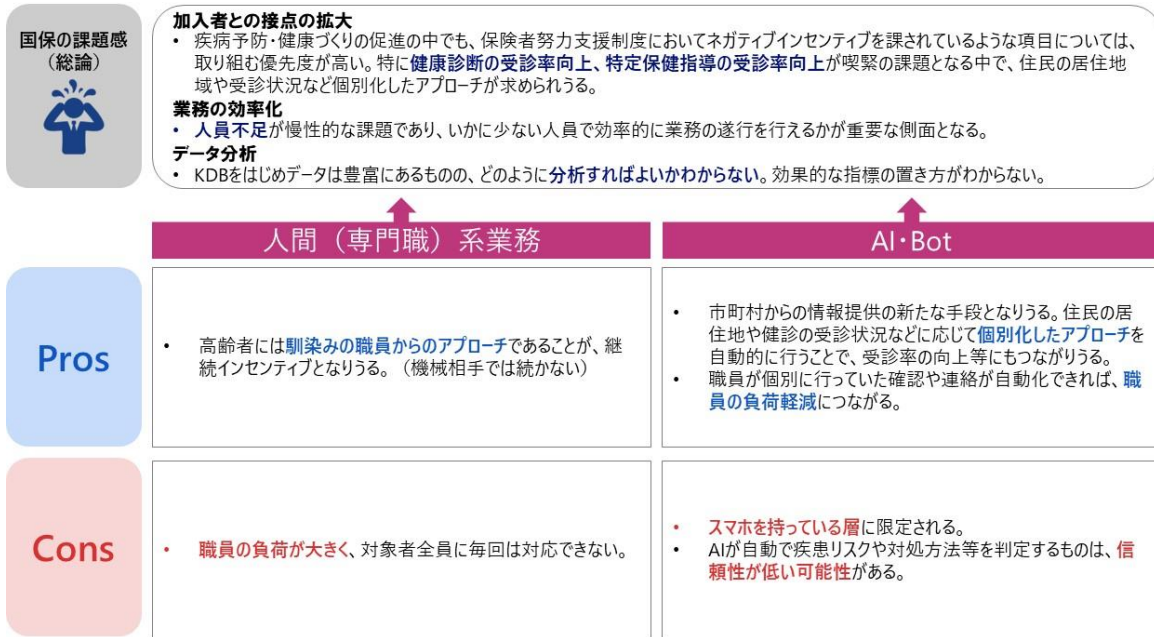 国保の課題感
（総論）
加入者との接点の拡大
• 疾病予防・健康づくりの促進の中でも、保険者努力支援制度においてネガティブインセンティブを課されているような項目については、
取り組む優先度が高い。特に健康診断の受診率向上、特定保健指導の受診率向上が喫緊の課題となる中で、住民の居住地
域や受診状況など個別化したアプローチが求められうる。
業務の効率化
• 人員不足が慢性的な課題であり、いかに少ない人員で効率的に業務の遂行を行えるかが重要な側面となる。
データ分析
• KDBをはじめデータは豊富にあるものの、どのように分析すればよいかわからない。効果的な指標の置き方がわからない。
人間（専門職）系業務
AI・Bot
Pros
• 高齢者には馴染みの職員からのアプローチであることが、継
続インセンティブとなりうる。（機械相手では続かない）
• 市町村からの情報提供の新たな手段となりうる。住民の居
住地や健診の受診状況などに応じて個別化したアプローチを
自動的に行うことで、受診率の向上等にもつながりうる。
• 職員が個別に行っていた確認や連絡が自動化できれば、職
員の負荷軽減につながる。
Cons
• 職員の負荷が大きく、対象者全員に毎回は対応できない。
• スマホを持っている層に限定される。
• AIが自動で疾患リスクや対処方法等を判定するものは、信
頼性が低い可能性がある。